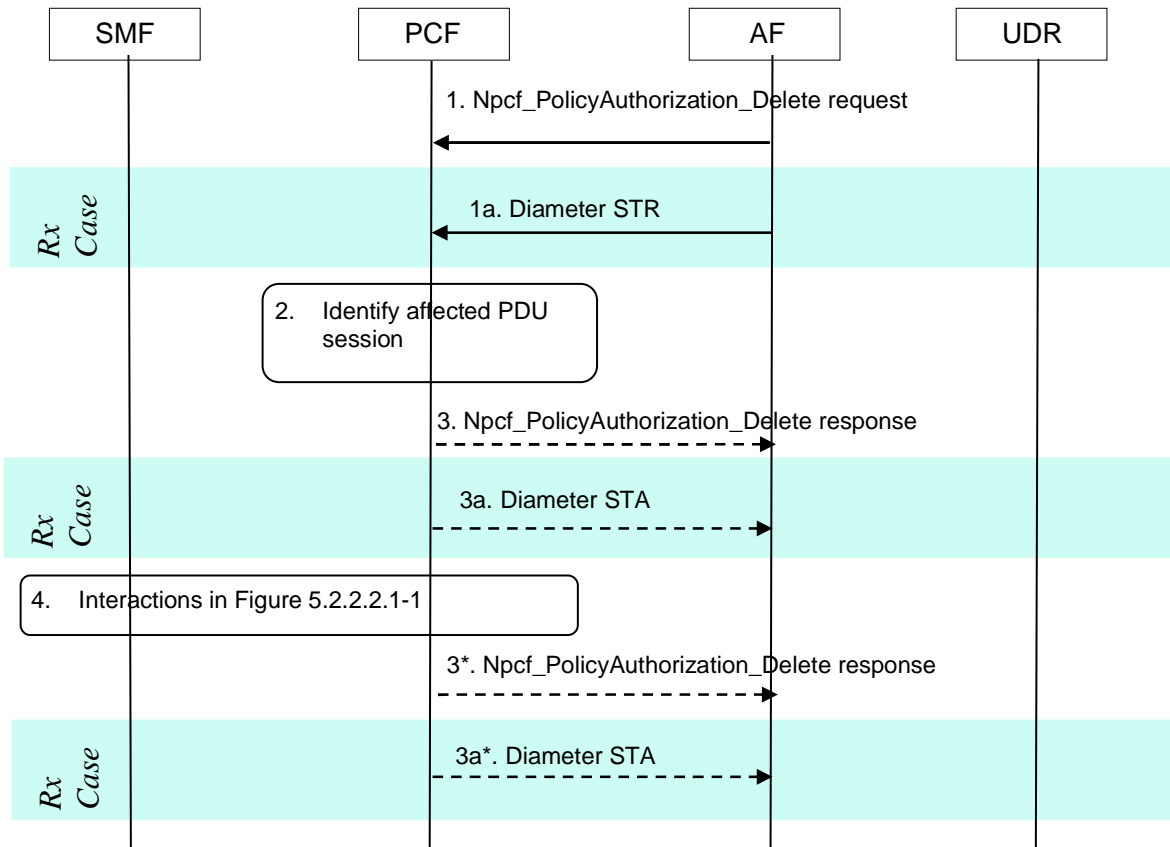 SMF PCF AF UDR
1. Npcf_PolicyAuthorization_Delete request
Rx
Case
1a. Diameter STR
2. Identify affected PDU
session
3. Npcf_PolicyAuthorization_Delete response
Rx
Case
3a. Diameter STA
4. Interactions in Figure 5.2.2.2.1-1
3*. Npcf_PolicyAuthorization_Delete response
Rx
Case
3a*. Diameter STA